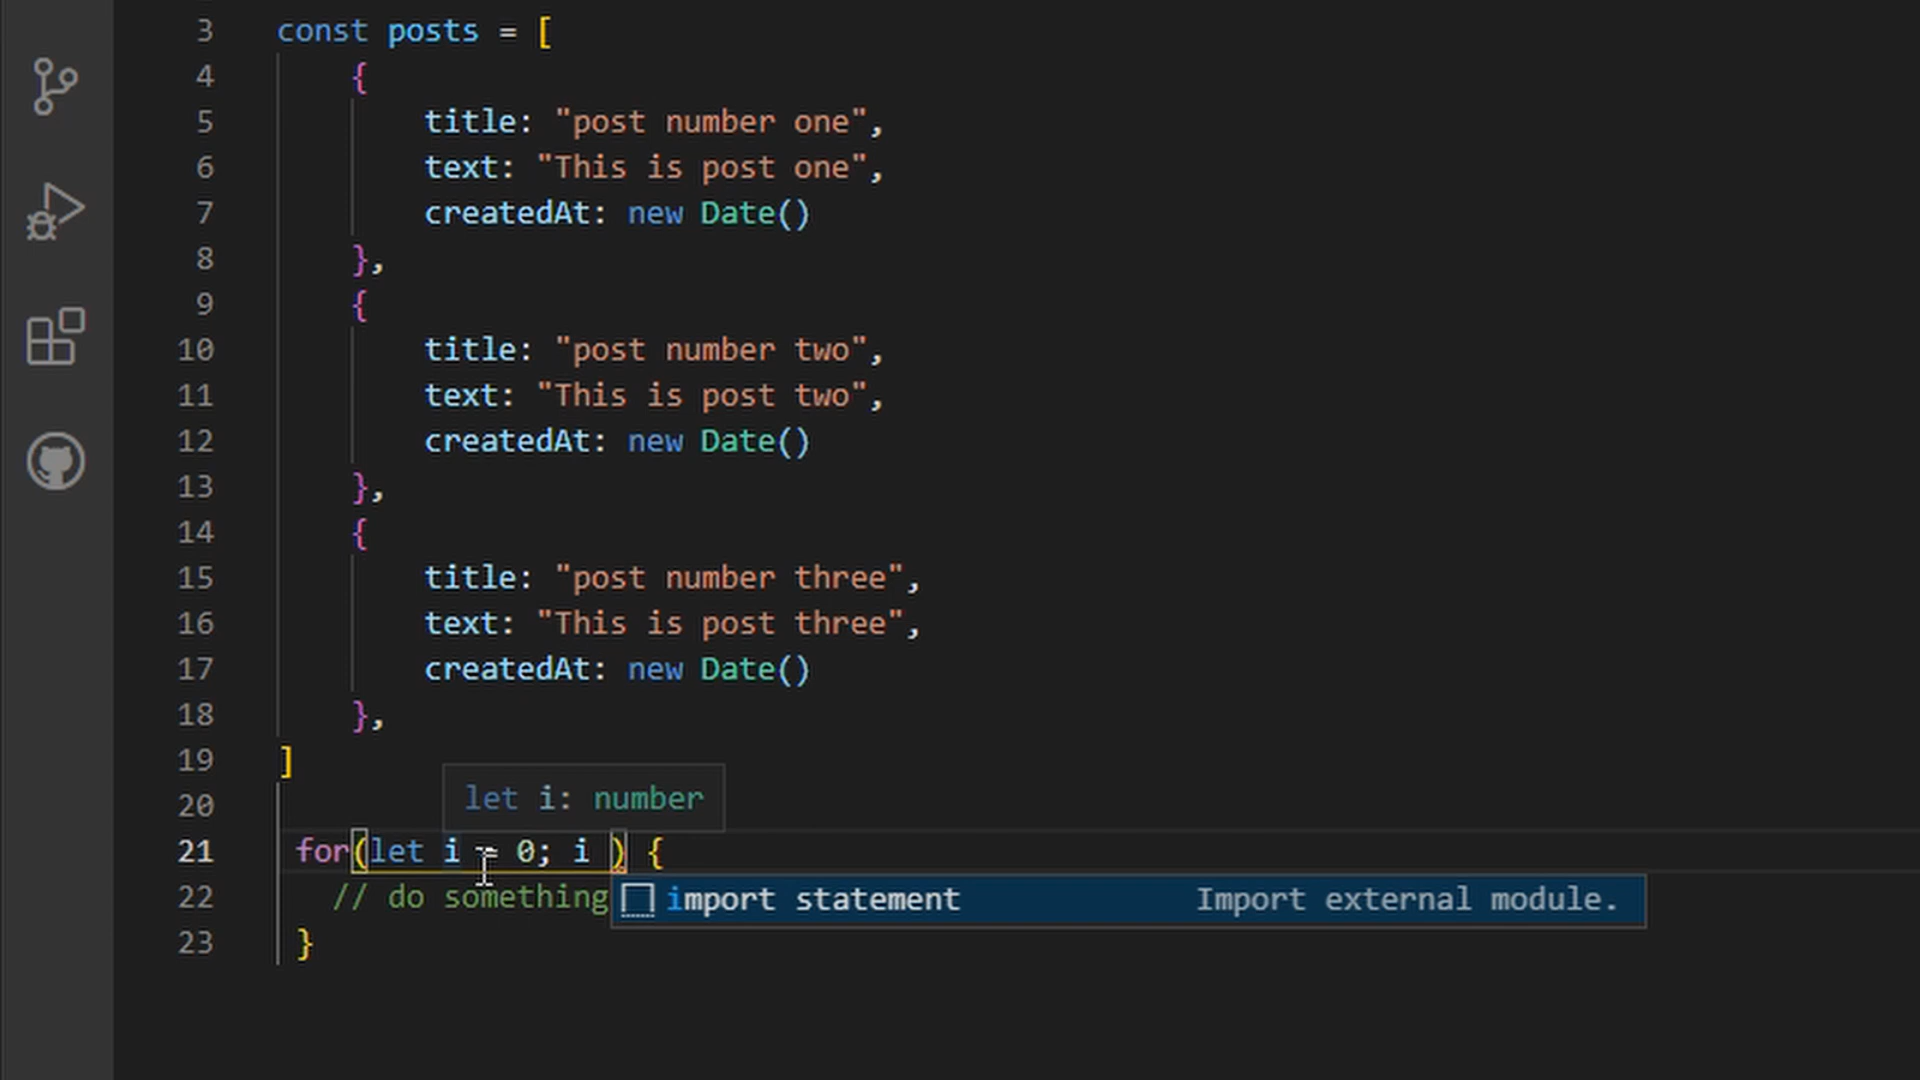 3 const posts = [
4 {
5 title: "post number one",
6 text: "This is post one",
7 createdAt: new Date()
8 },
9 {
10 title: "post number two",
11 text: "This is post two",
12 createdAt: new Date()
13 },
14 {
15 title: "post number three",
16 text: "This is post three",
17 createdAt: new Date()
18 },
19 ]
let i: number
20
21 for(let i = 0; i ) {
22 // do something
import statement Import external module.
23 }